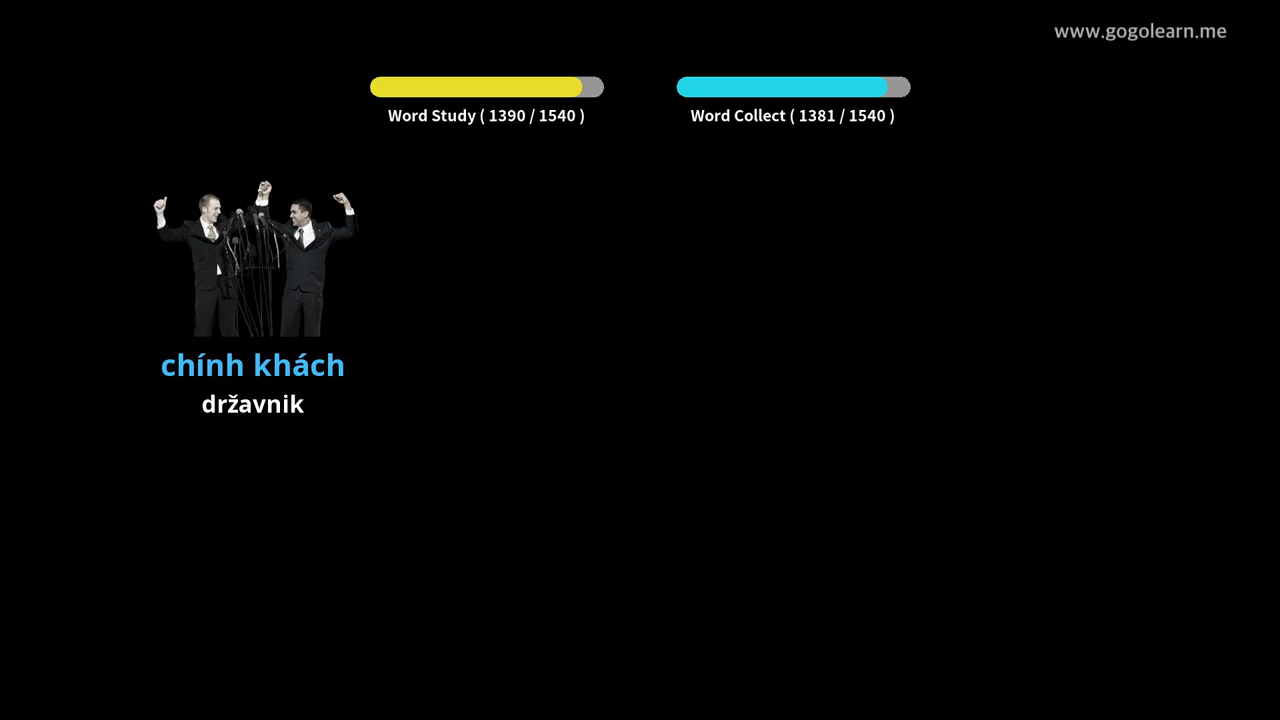 www.gogolearn.me
Word Study ( 1390 / 1540 )
Word Collect ( 1381 / 1540 )
chính khách
državnik